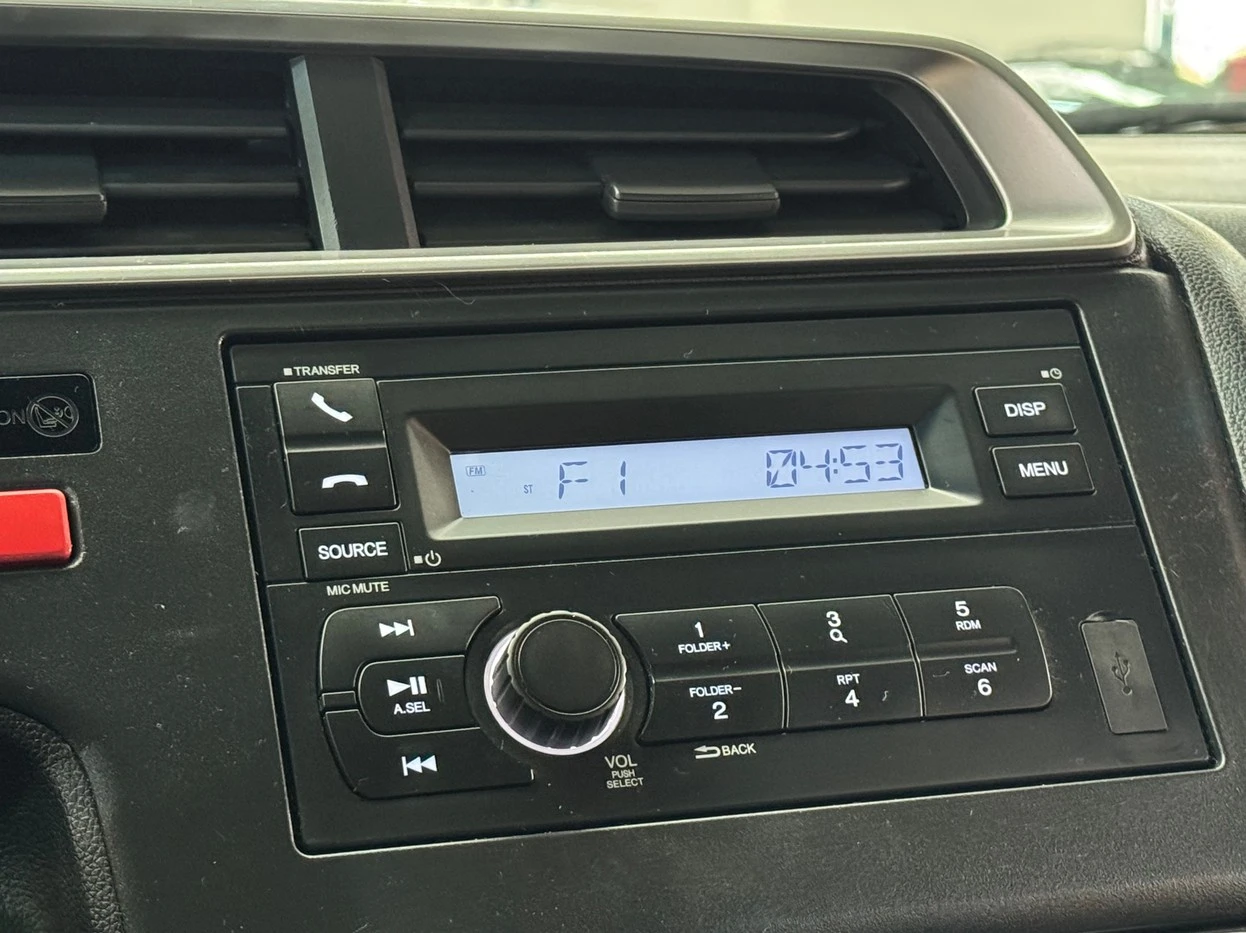 TRANSFER
DISP
ON
FM
ST F1 04:53
MENU
SOURCE
MIC MUTE
1
FOLDER+
3
5
RDM
A.SEL
FOLDER-
2
RPT
4
SCAN
6
VOL
PUSH
SELECT
BACK